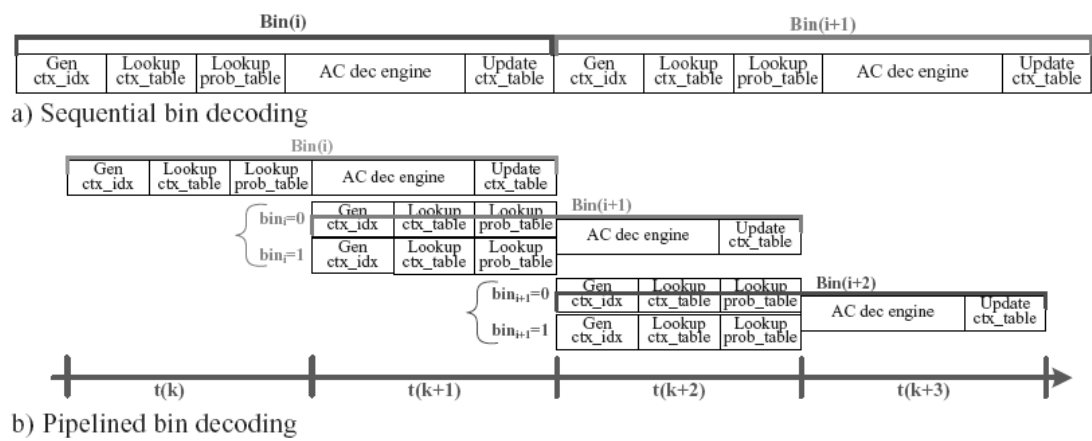 Bin(i)
Bin(i+1)
Gen ctx_idx
Lookup ctx_table
Lookup prob_table
AC dec engine
Update ctx_table
Gen ctx_idx
Lookup ctx_table
Lookup prob_table
AC dec engine
Update ctx_table
a) Sequential bin decoding
Bin(i)
Gen ctx_idx
Lookup ctx_table
Lookup prob_table
AC dec engine
Update ctx_table
Bin(i+1)
binᵢ=0
Gen ctx_idx
Lookup ctx_table
Lookup prob_table
AC dec engine
Update ctx_table
binᵢ=1
Gen ctx_idx
Lookup ctx_table
Lookup prob_table
Bin(i+2)
binᵢ₊₁=0
Gen ctx_idx
Lookup ctx_table
Lookup prob_table
AC dec engine
Update ctx_table
binᵢ₊₁=1
Gen ctx_idx
Lookup ctx_table
Lookup prob_table
t(k)
t(k+1)
t(k+2)
t(k+3)
b) Pipelined bin decoding